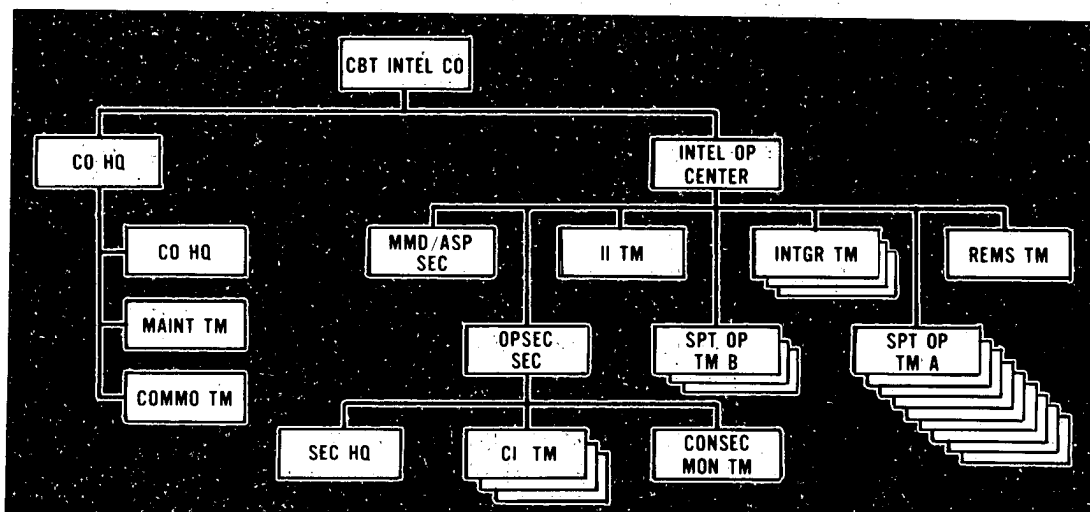 CBT INTEL CO
CO HQ
INTEL OP
CENTER
CO HQ
MAINT TM
COMMO TM
MMD/ASP
SEC
II TM
INTGR TM
REMS TM
OPSEC
SEC
SPT OP
TM B
SPT OP
TM A
SEC HQ
CI TM
CONSEC
MON TM